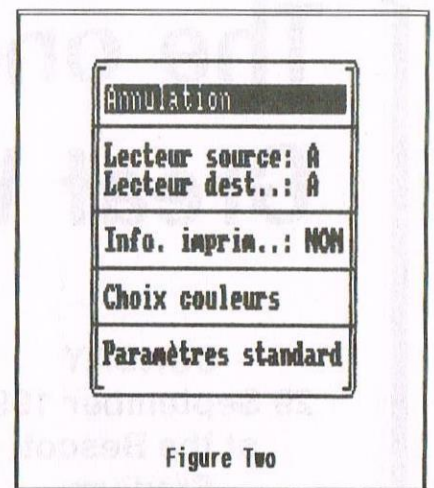 Annulation
Lecteur source: A
Lecteur dest..: A
Info. imprim..: NON
Choix couleurs
Paramètres standard
Figure Two